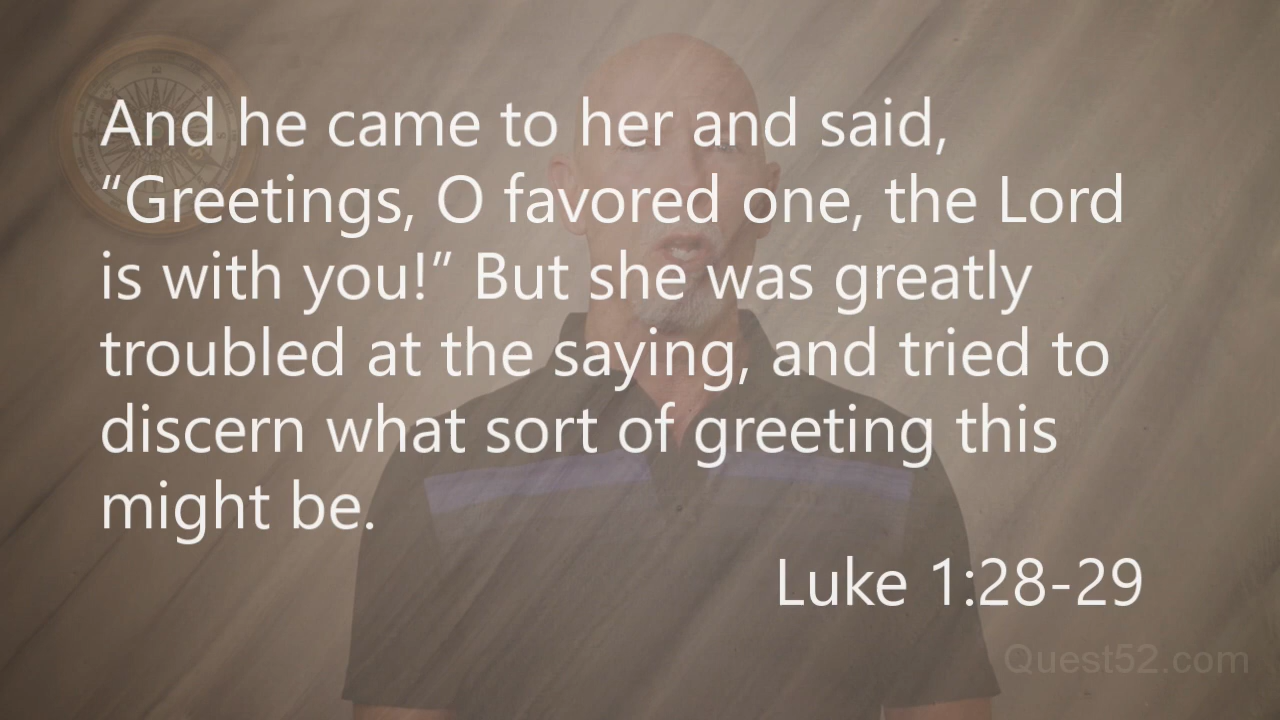 And he came to her and said,
“Greetings, O favored one, the Lord
is with you!” But she was greatly
troubled at the saying, and tried to
discern what sort of greeting this
might be.
Luke 1:28-29
Quest52.com